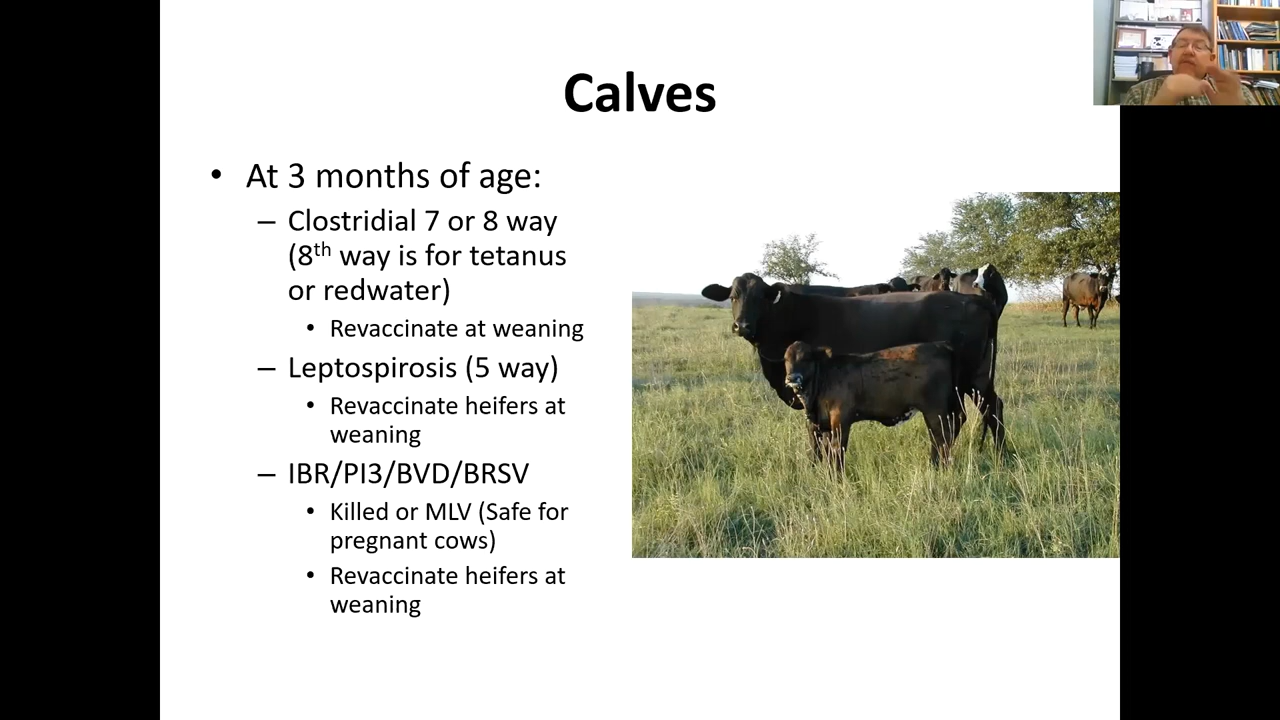 Calves
• At 3 months of age:
– Clostridial 7 or 8 way
(8th way is for tetanus
or redwater)
• Revaccinate at weaning
– Leptospirosis (5 way)
• Revaccinate heifers at
weaning
– IBR/PI3/BVD/BRSV
• Killed or MLV (Safe for
pregnant cows)
• Revaccinate heifers at
weaning